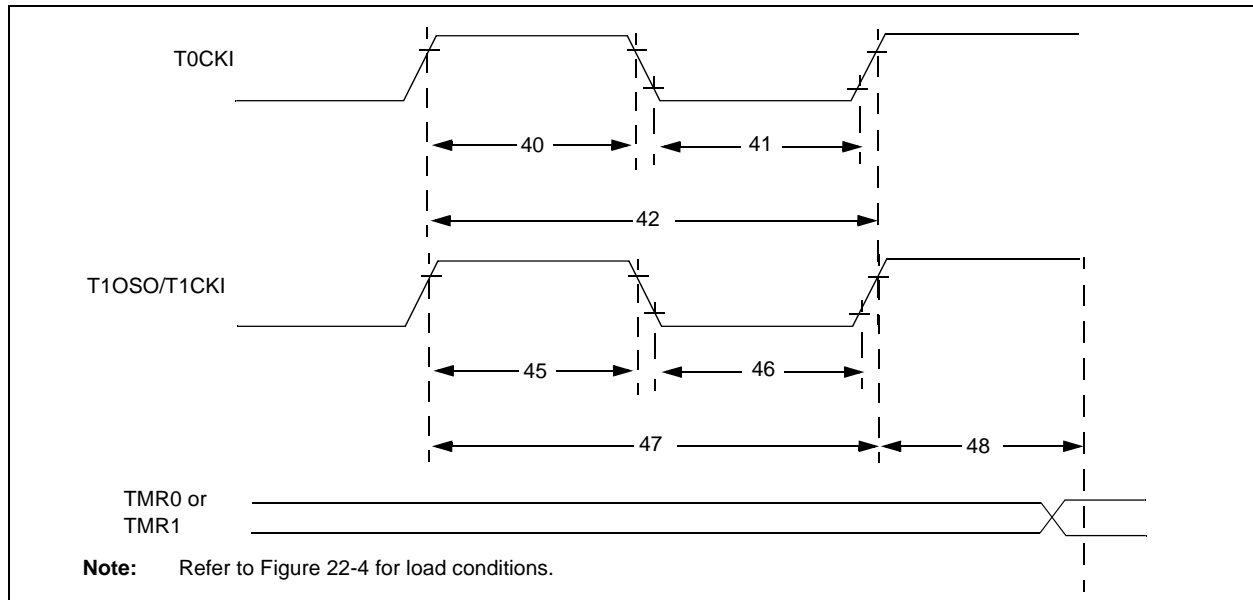 T0CKI
40
41
42
T1OSO/T1CKI
45
46
47
48
TMR0 or
TMR1
Note: Refer to Figure 22-4 for load conditions.